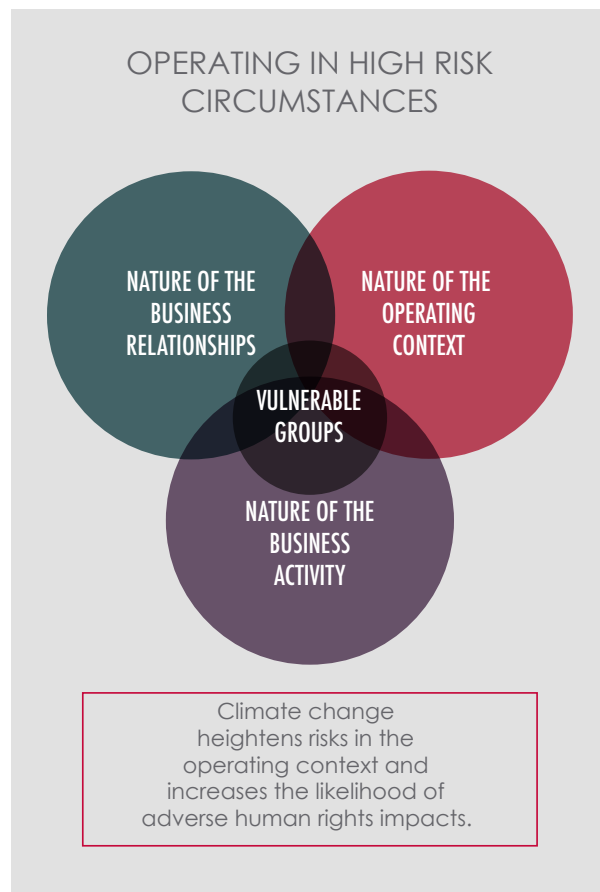 OPERATING IN HIGH RISK
CIRCUMSTANCES
NATURE OF THE
BUSINESS
RELATIONSHIPS
NATURE OF THE
OPERATING
CONTEXT
VULNERABLE
GROUPS
NATURE OF THE
BUSINESS
ACTIVITY
Climate change
heightens risks in the
operating context and
increases the likelihood of
adverse human rights impacts.